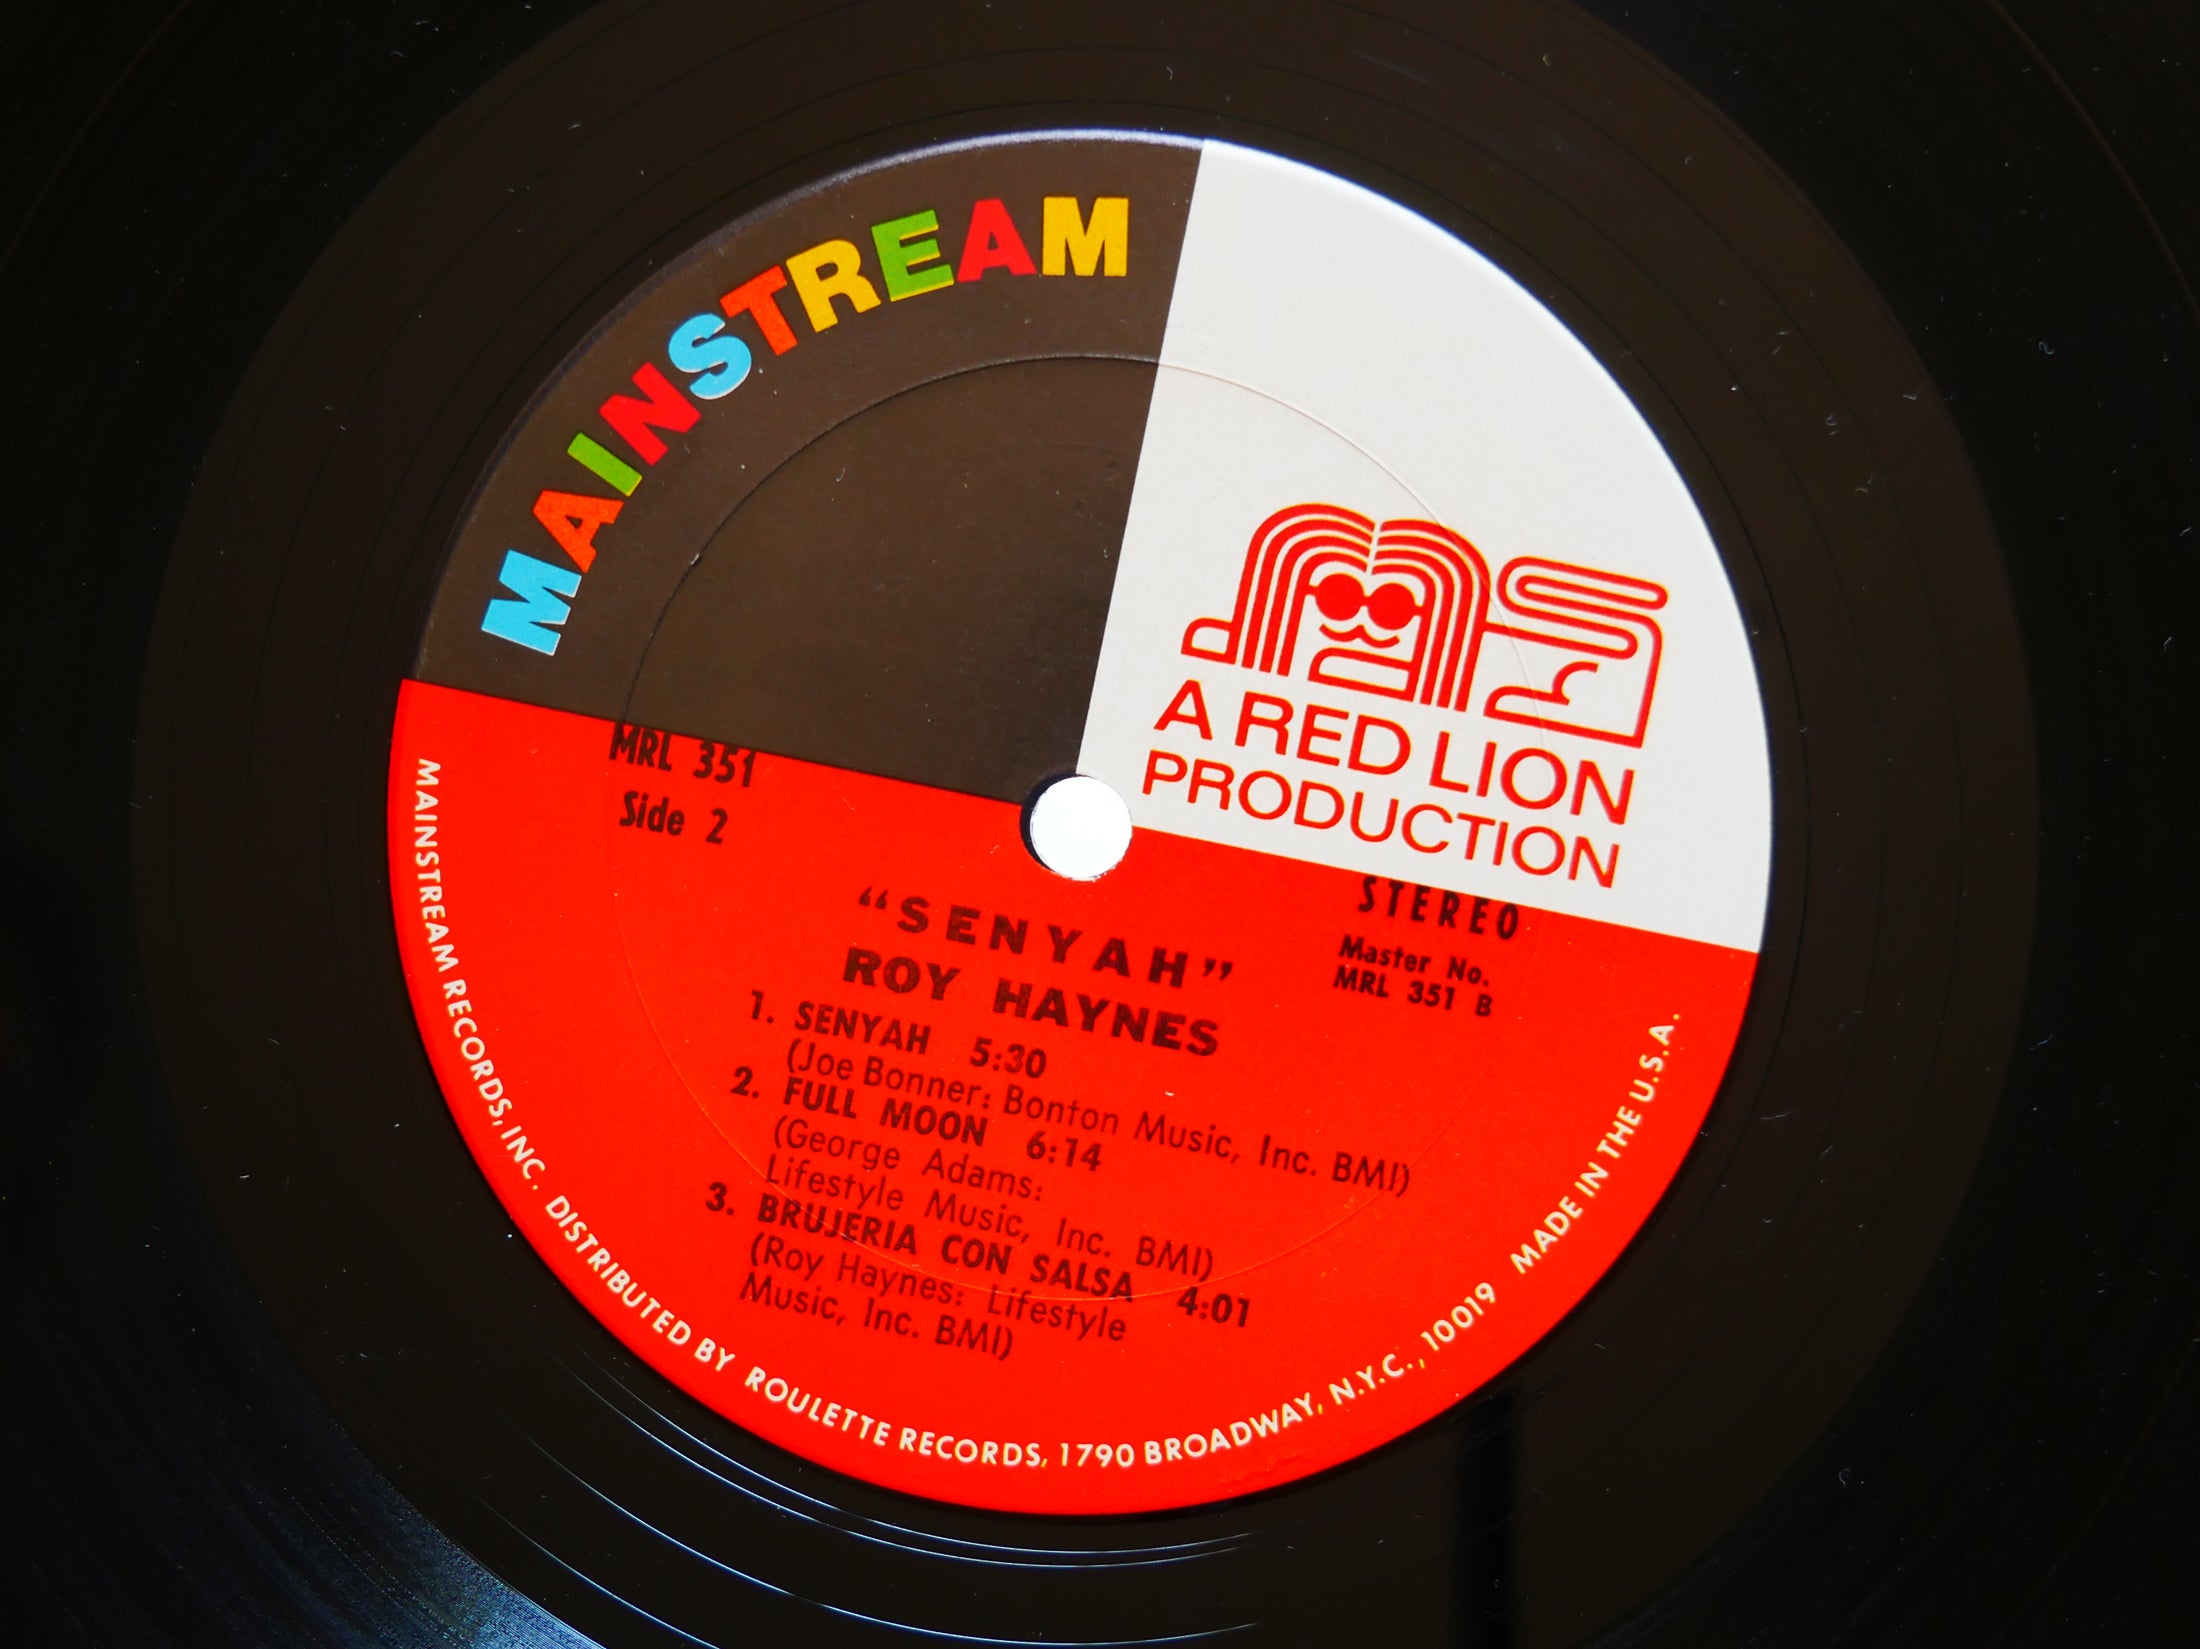 MAINSTREAM
A RED LION
PRODUCTION
MRL 351
Side 2
STEREO
Master No.
MRL 351 B
“SENYAH”
ROY HAYNES
1. SENYAH 5:30
(Joe Bonner: Bonton Music, Inc. BMI)
2. FULL MOON 6:14
(George Adams:
Lifestyle Music, Inc. BMI)
3. BRUJERIA CON SALSA 4:01
(Roy Haynes: Lifestyle
Music, Inc. BMI)
MAINSTREAM RECORDS, INC. DISTRIBUTED BY ROULETTE RECORDS, 1790 BROADWAY, N.Y.C., 10019 MADE IN THE U.S.A.